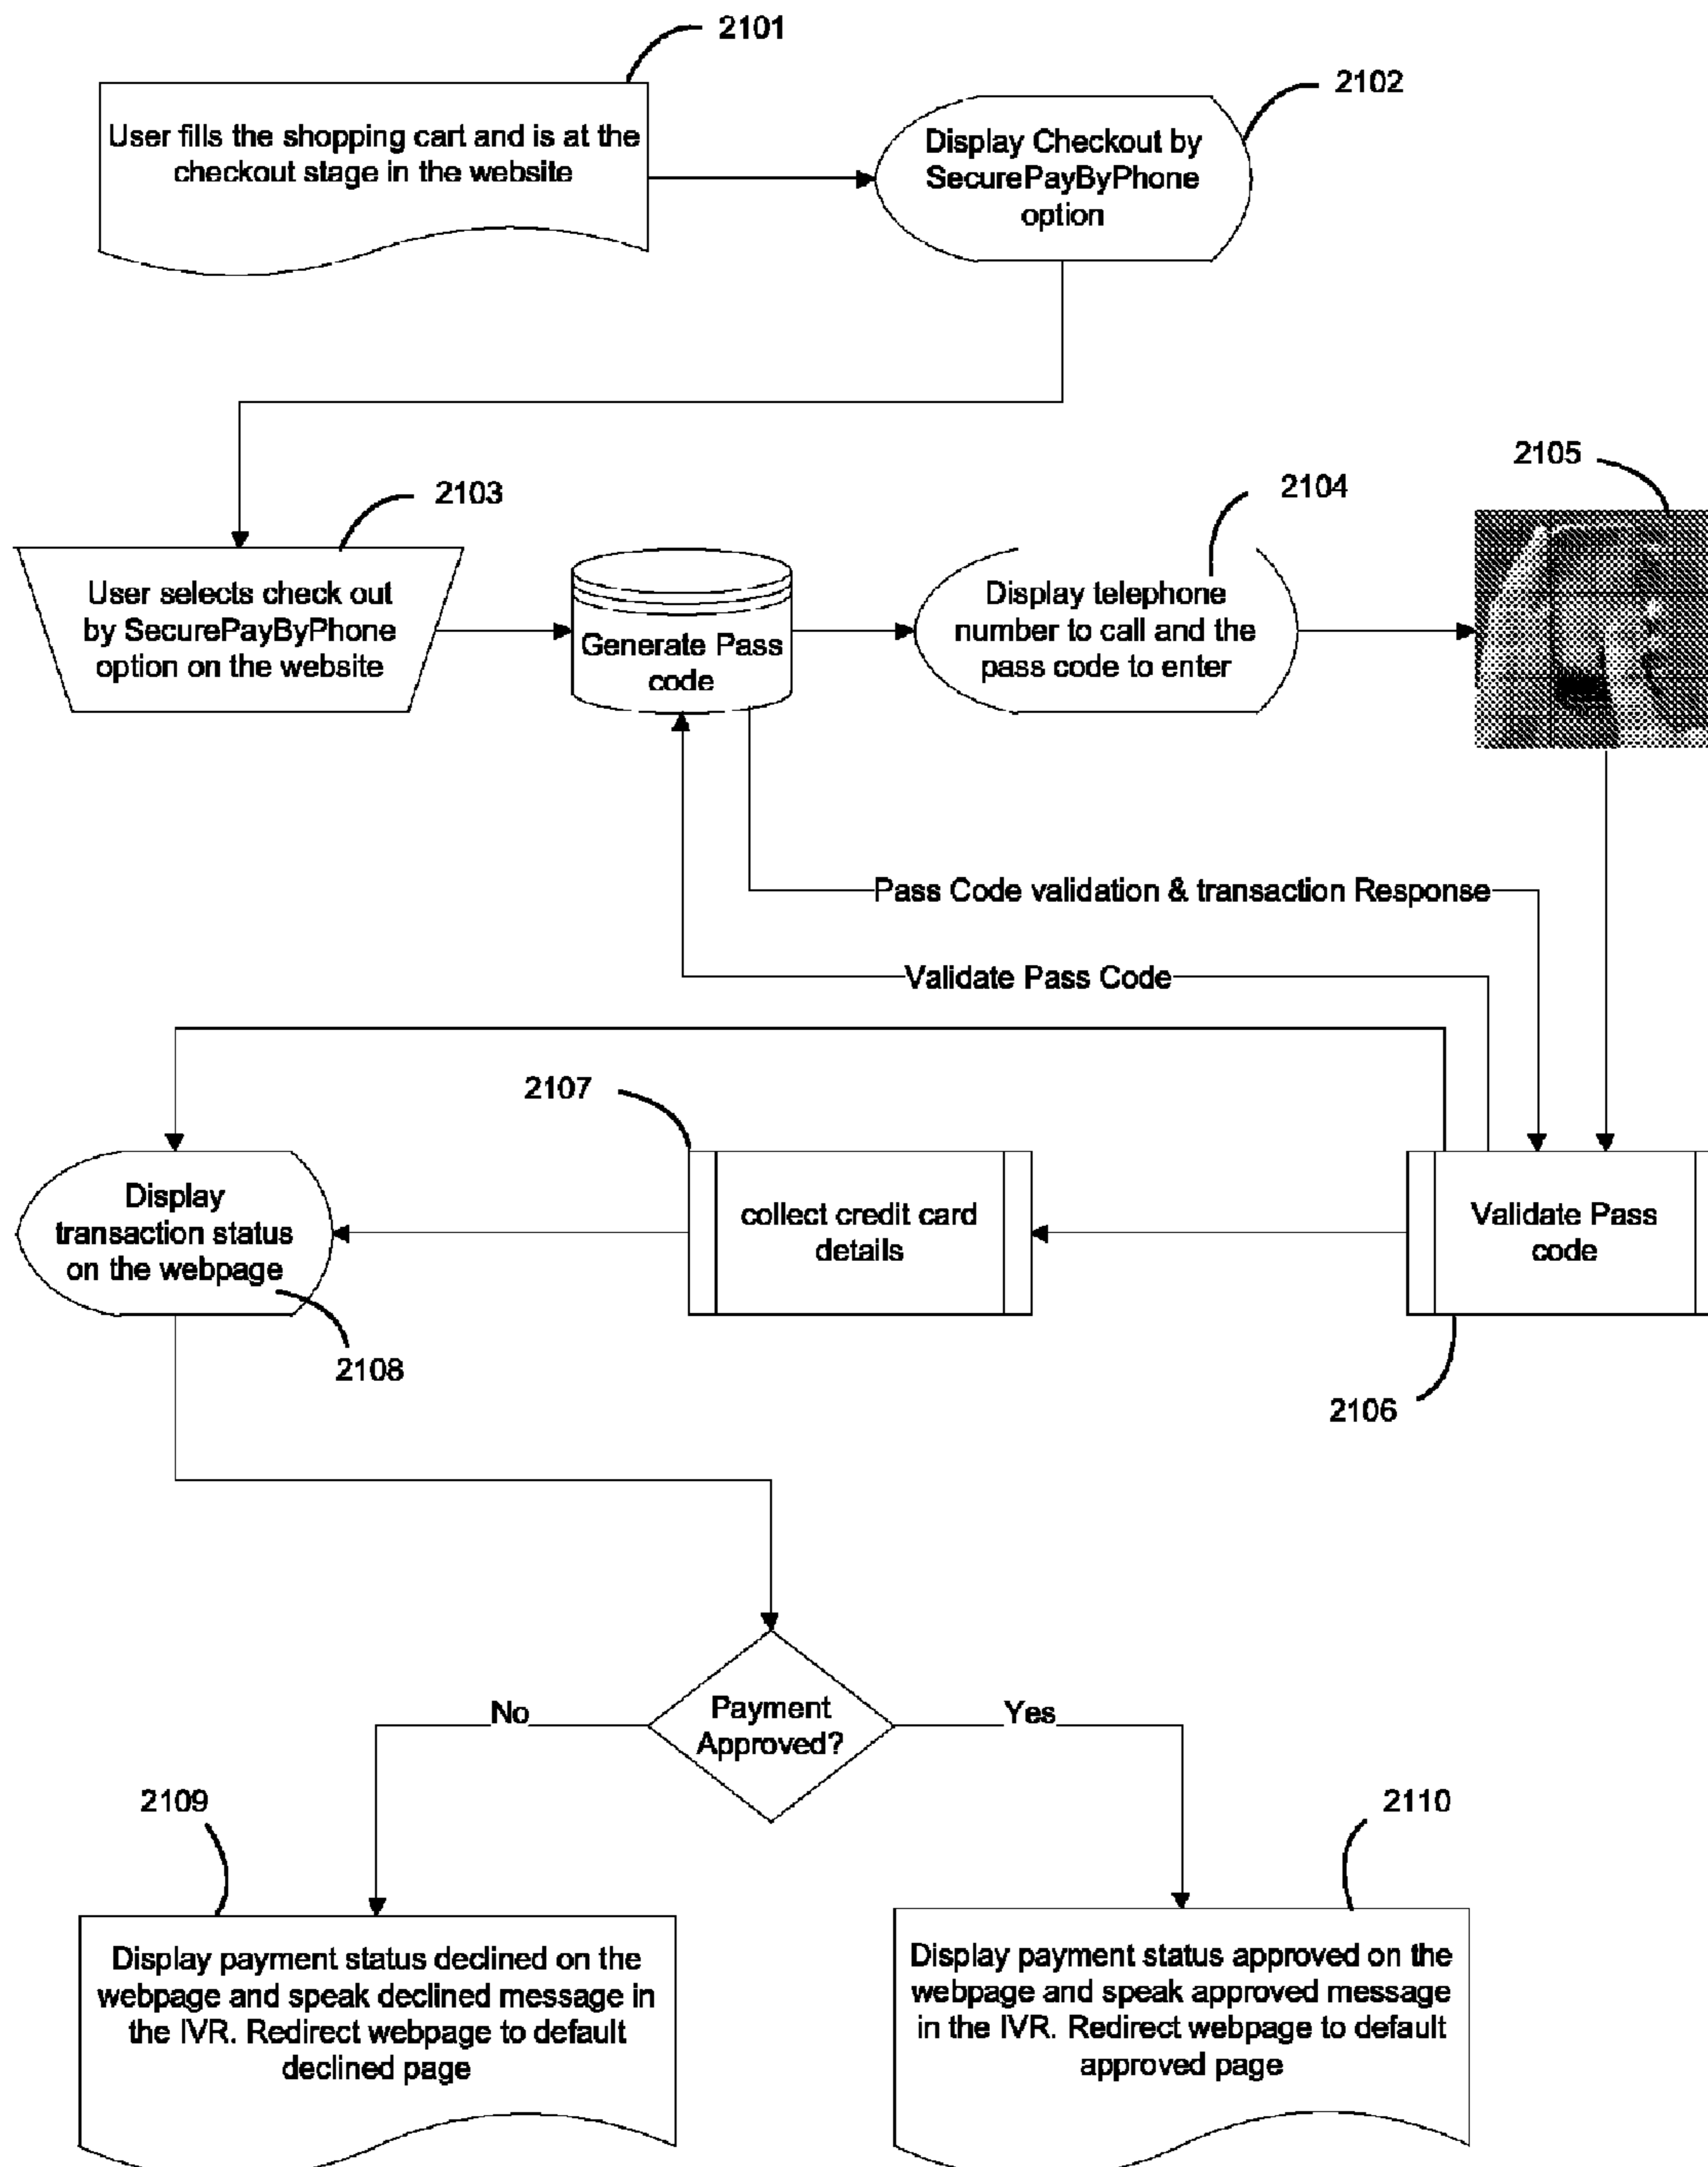 2101
User fills the shopping cart and is at the
checkout stage in the website
2102
Display Checkout by
SecurePayByPhone
option
2103
User selects check out
by SecurePayByPhone
option on the website
Generate Pass
code
2104
Display telephone
number to call and the
pass code to enter
2105
Pass Code validation & transaction Response
Validate Pass Code
2107
Display
transaction status
on the webpage
2108
collect credit card
details
Validate Pass
code
2106
Payment
Approved?
No
Yes
2109
2110
Display payment status declined on the
webpage and speak declined message in
the IVR. Redirect webpage to default
declined page
Display payment status approved on the
webpage and speak approved message
in the IVR. Redirect webpage to default
approved page